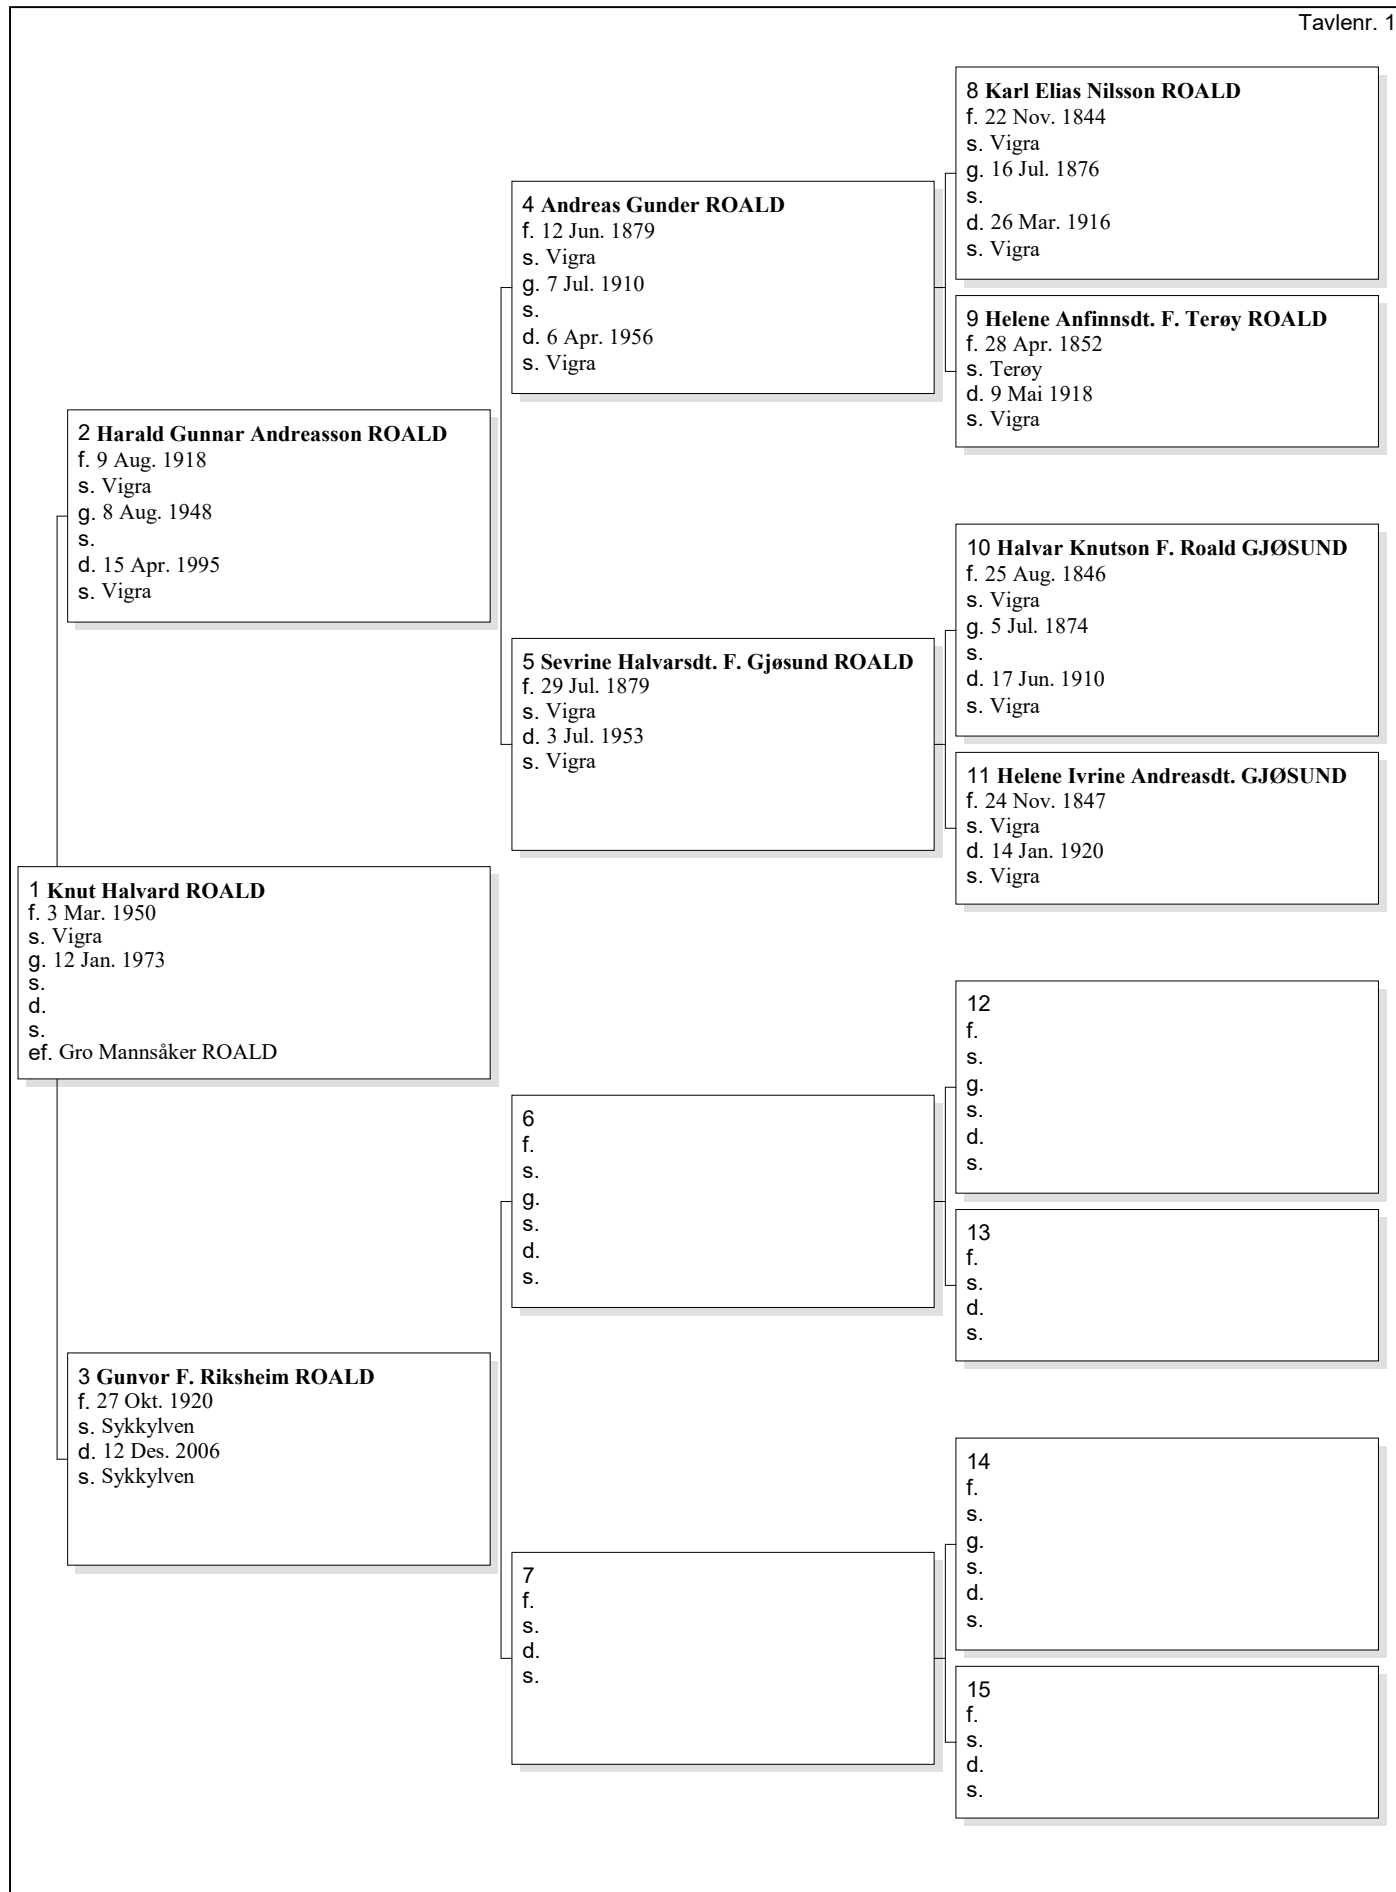 Tavlenr. 1
8 Karl Elias Nilsson ROALD
f. 22 Nov. 1844
s. Vigra
g. 16 Jul. 1876
s.
d. 26 Mar. 1916
s. Vigra
4 Andreas Gunder ROALD
f. 12 Jun. 1879
s. Vigra
g. 7 Jul. 1910
s.
d. 6 Apr. 1956
s. Vigra
9 Helene Anfinnsdt. F. Terøy ROALD
f. 28 Apr. 1852
s. Terøy
d. 9 Mai 1918
s. Vigra
2 Harald Gunnar Andreasson ROALD
f. 9 Aug. 1918
s. Vigra
g. 8 Aug. 1948
s.
d. 15 Apr. 1995
s. Vigra
10 Halvar Knutson F. Roald GJØSUND
f. 25 Aug. 1846
s. Vigra
g. 5 Jul. 1874
s.
d. 17 Jun. 1910
s. Vigra
5 Sevrine Halvarsdt. F. Gjøsund ROALD
f. 29 Jul. 1879
s. Vigra
d. 3 Jul. 1953
s. Vigra
11 Helene Ivrine Andreasdt. GJØSUND
f. 24 Nov. 1847
s. Vigra
d. 14 Jan. 1920
s. Vigra
1 Knut Halvard ROALD
f. 3 Mar. 1950
s. Vigra
g. 12 Jan. 1973
s.
d.
s.
ef. Gro Mannsåker ROALD
12
f.
s.
g.
s.
d.
s.
6
f.
s.
g.
s.
d.
s.
13
f.
s.
d.
s.
3 Gunvor F. Riksheim ROALD
f. 27 Okt. 1920
s. Sykkylven
d. 12 Des. 2006
s. Sykkylven
14
f.
s.
g.
s.
d.
s.
7
f.
s.
d.
s.
15
f.
s.
d.
s.